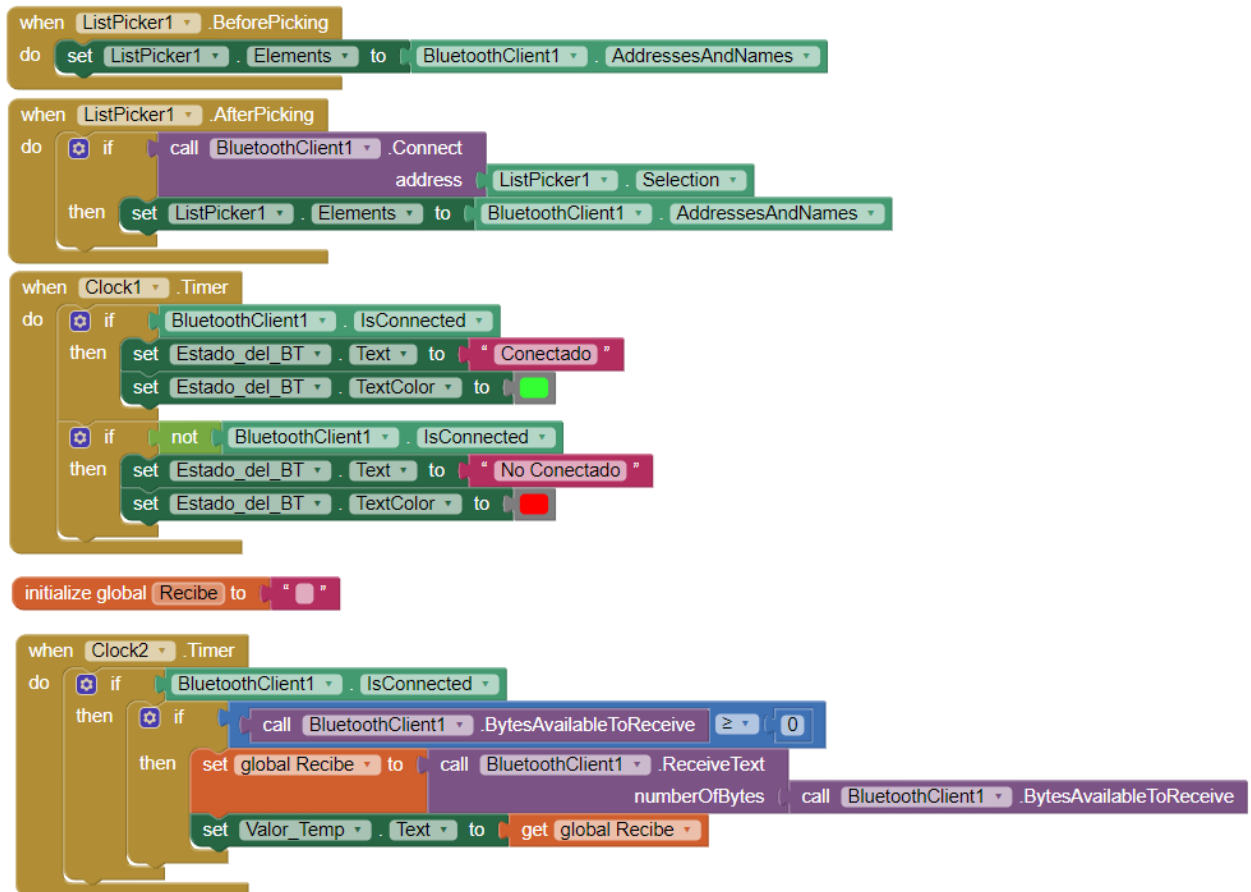 when ListPicker1 .BeforePicking
do set ListPicker1 . Elements to BluetoothClient1 . AddressesAndNames
when ListPicker1 .AfterPicking
do if call BluetoothClient1 .Connect
address ListPicker1 . Selection
then set ListPicker1 . Elements to BluetoothClient1 . AddressesAndNames
when Clock1 .Timer
do if BluetoothClient1 . IsConnected
then set Estado_del_BT . Text to " Conectado "
set Estado_del_BT . TextColor to
if not BluetoothClient1 . IsConnected
then set Estado_del_BT . Text to " No Conectado "
set Estado_del_BT . TextColor to
initialize global Recibe to " "
when Clock2 .Timer
do if BluetoothClient1 . IsConnected
then if call BluetoothClient1 .BytesAvailableToReceive ≥ 0
then set global Recibe to call BluetoothClient1 .ReceiveText
numberOfBytes call BluetoothClient1 .BytesAvailableToReceive
set Valor_Temp . Text to get global Recibe